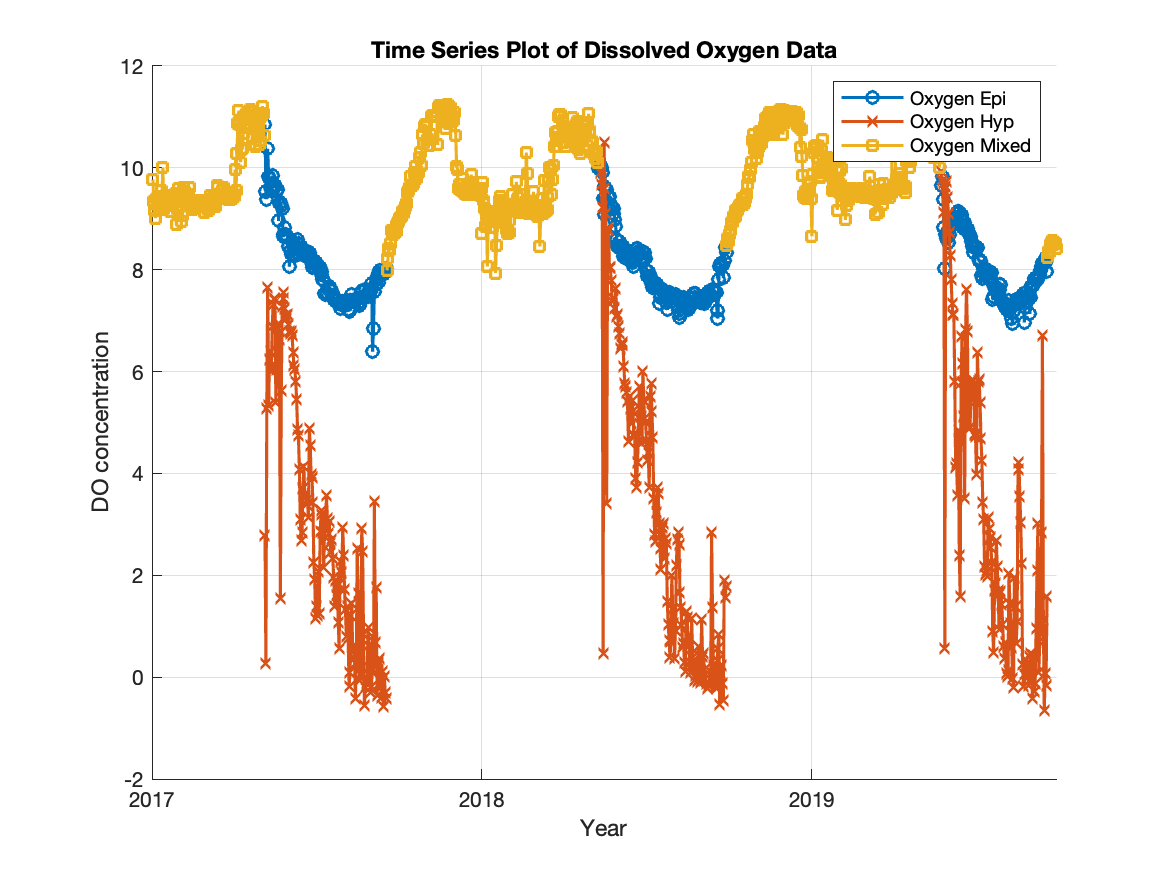 Time Series Plot of Dissolved Oxygen Data
12
10
8
6
4
2
0
-2
DO concentration
Oxygen Epi
Oxygen Hyp
Oxygen Mixed
2017
2018
2019
Year